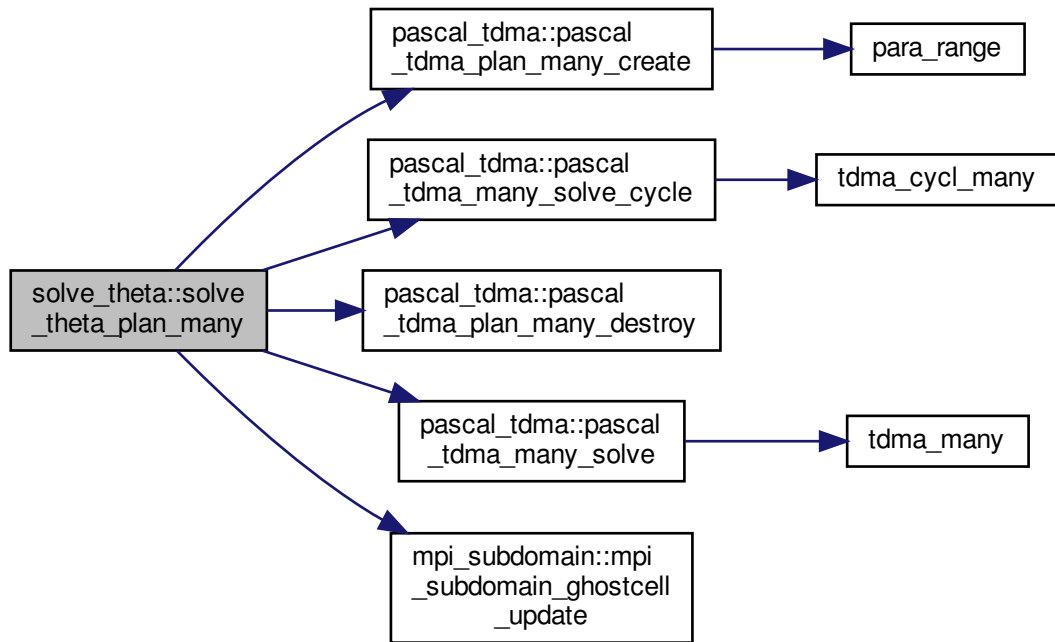 pascal_tdma::pascal
_tdma_plan_many_create
para_range
pascal_tdma::pascal
_tdma_many_solve_cycle
tdma_cycl_many
solve_theta::solve
_theta_plan_many
pascal_tdma::pascal
_tdma_plan_many_destroy
pascal_tdma::pascal
_tdma_many_solve
tdma_many
mpi_subdomain::mpi
_subdomain_ghostcell
_update